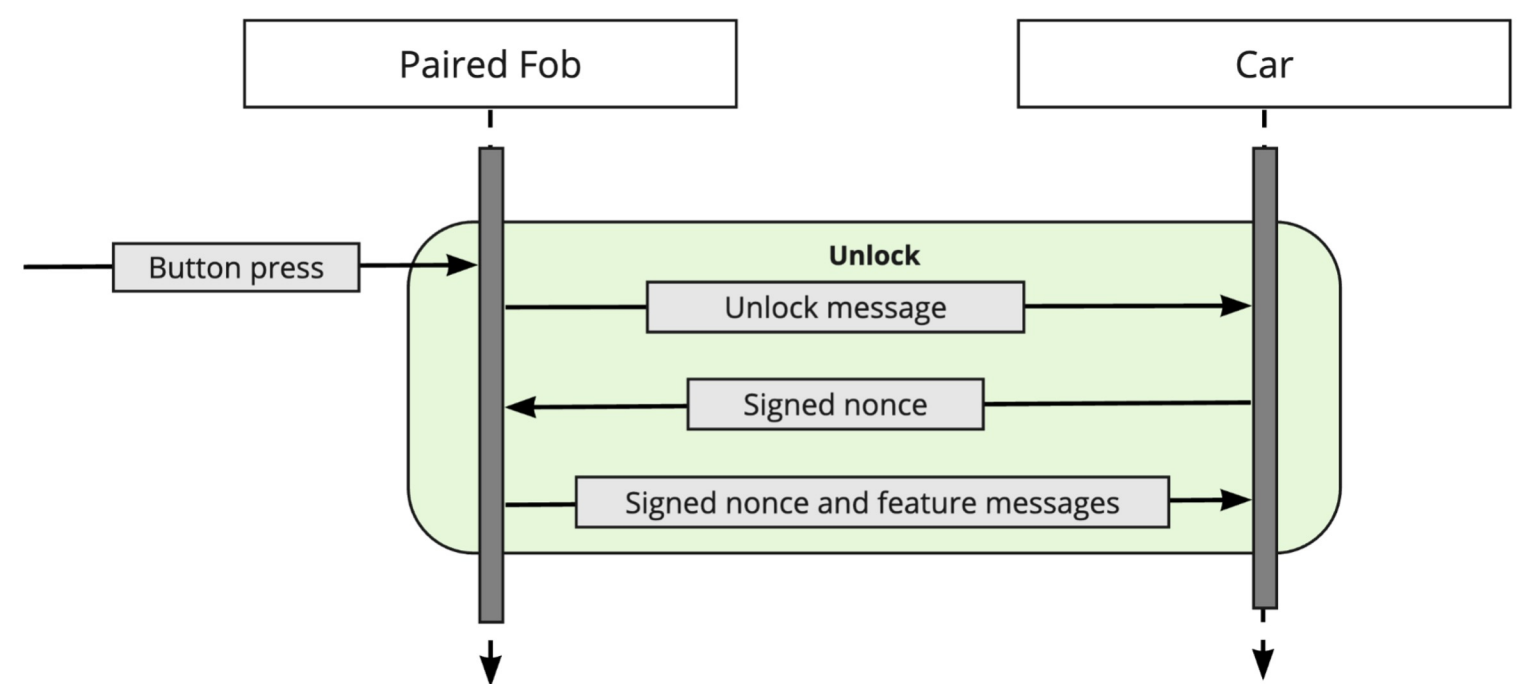 Paired Fob
Car
Button press
Unlock
Unlock message
Signed nonce
Signed nonce and feature messages